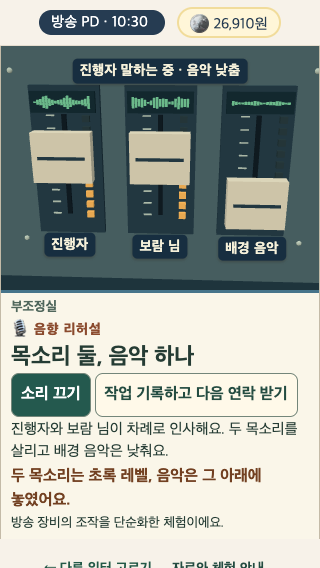 방송 PD · 10:30
26,910원
진행자 말하는 중 · 음악 낮춤
진행자
보람 님
배경 음악
부조정실
음향 리허설
목소리 둘, 음악 하나
소리 끄기
작업 기록하고 다음 연락 받기
진행자와 보람 님이 차례로 인사해요. 두 목소리를
살리고 배경 음악은 낮춰요.
두 목소리는 초록 레벨, 음악은 그 아래에
놓였어요.
방송 장비의 조작을 단순화한 체험이에요.